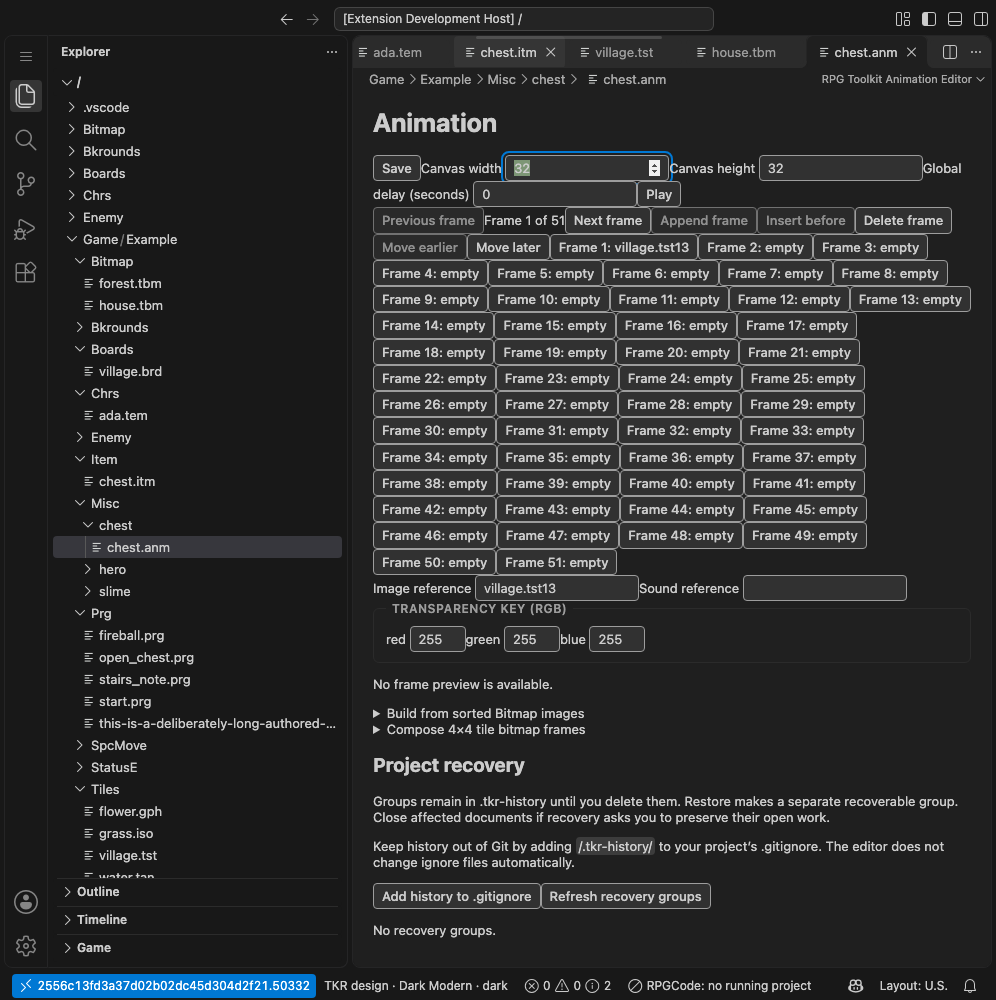 [Extension Development Host] /
Explorer
/
.vscode
Bitmap
Bkrounds
Boards
Chrs
Enemy
Game/Example
Bitmap
forest.tbm
house.tbm
Bkrounds
Boards
village.brd
Chrs
ada.tem
Enemy
Item
chest.itm
Misc
chest
chest.anm
hero
slime
Prg
fireball.prg
open_chest.prg
stairs_note.prg
start.prg
this-is-a-deliberately-long-authored-...
SpcMove
StatusE
Tiles
flower.gph
grass.iso
village.tst
water.tan
Outline
Timeline
Game
ada.tem chest.itm village.tst house.tbm chest.anm
Game > Example > Misc > chest > chest.anm RPG Toolkit Animation Editor
Animation
Save Canvas width 32 Canvas height 32 Global
delay (seconds) 0 Play
Previous frame Frame 1 of 51 Next frame Append frame Insert before Delete frame
Move earlier Move later Frame 1: village.tst13 Frame 2: empty Frame 3: empty
Frame 4: empty Frame 5: empty Frame 6: empty Frame 7: empty Frame 8: empty
Frame 9: empty Frame 10: empty Frame 11: empty Frame 12: empty Frame 13: empty
Frame 14: empty Frame 15: empty Frame 16: empty Frame 17: empty
Frame 18: empty Frame 19: empty Frame 20: empty Frame 21: empty
Frame 22: empty Frame 23: empty Frame 24: empty Frame 25: empty
Frame 26: empty Frame 27: empty Frame 28: empty Frame 29: empty
Frame 30: empty Frame 31: empty Frame 32: empty Frame 33: empty
Frame 34: empty Frame 35: empty Frame 36: empty Frame 37: empty
Frame 38: empty Frame 39: empty Frame 40: empty Frame 41: empty
Frame 42: empty Frame 43: empty Frame 44: empty Frame 45: empty
Frame 46: empty Frame 47: empty Frame 48: empty Frame 49: empty
Frame 50: empty Frame 51: empty
Image reference village.tst13 Sound reference
TRANSPARENCY KEY (RGB)
red 255 green 255 blue 255
No frame preview is available.
Build from sorted Bitmap images
Compose 4×4 tile bitmap frames
Project recovery
Groups remain in .tkr-history until you delete them. Restore makes a separate recoverable group.
Close affected documents if recovery asks you to preserve their open work.
Keep history out of Git by adding /.tkr-history/ to your project's .gitignore. The editor does not
change ignore files automatically.
Add history to .gitignore Refresh recovery groups
No recovery groups.
2556c13fd3a37d02b02dc45d304d2f21.50332 TKR design · Dark Modern · dark 0 0 2 RPGCode: no running project Layout: U.S.